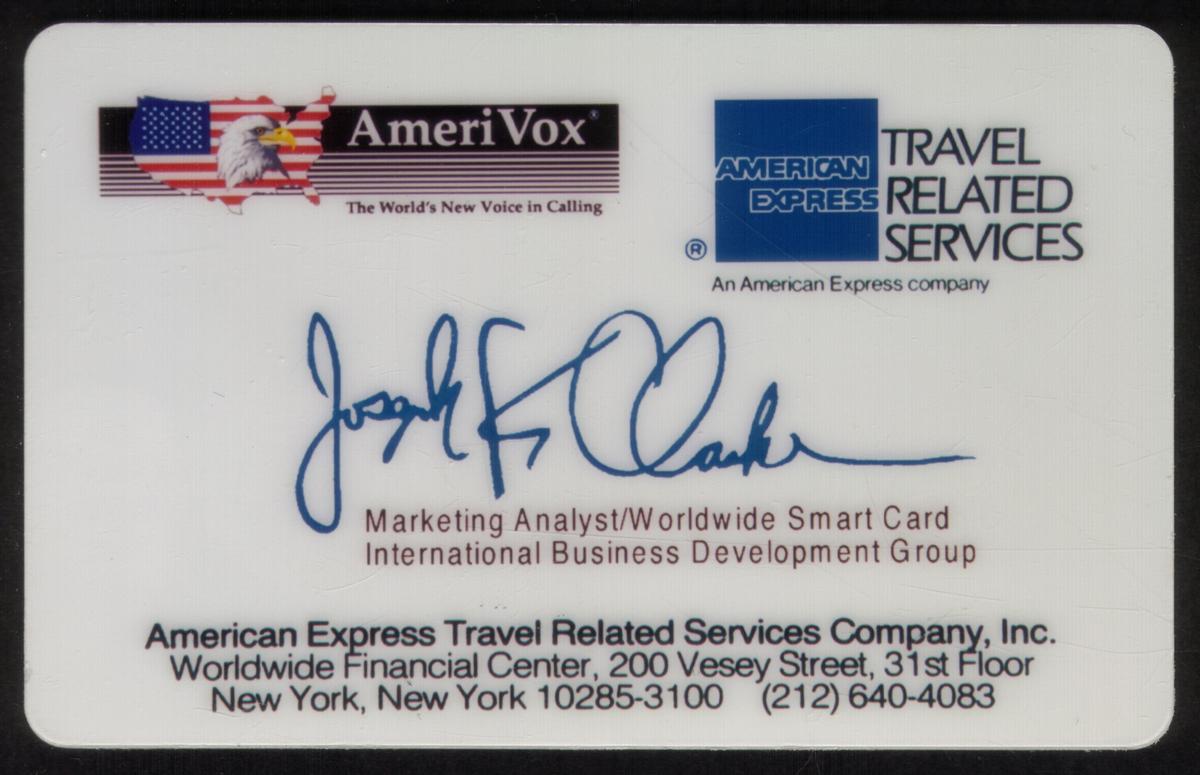 AmeriVox®
The World's New Voice in Calling
AMERICAN
EXPRESS
®
TRAVEL
RELATED
SERVICES
An American Express company
Joseph K. Clarke
Marketing Analyst/Worldwide Smart Card
International Business Development Group
American Express Travel Related Services Company, Inc.
Worldwide Financial Center, 200 Vesey Street, 31st Floor
New York, New York 10285-3100 (212) 640-4083